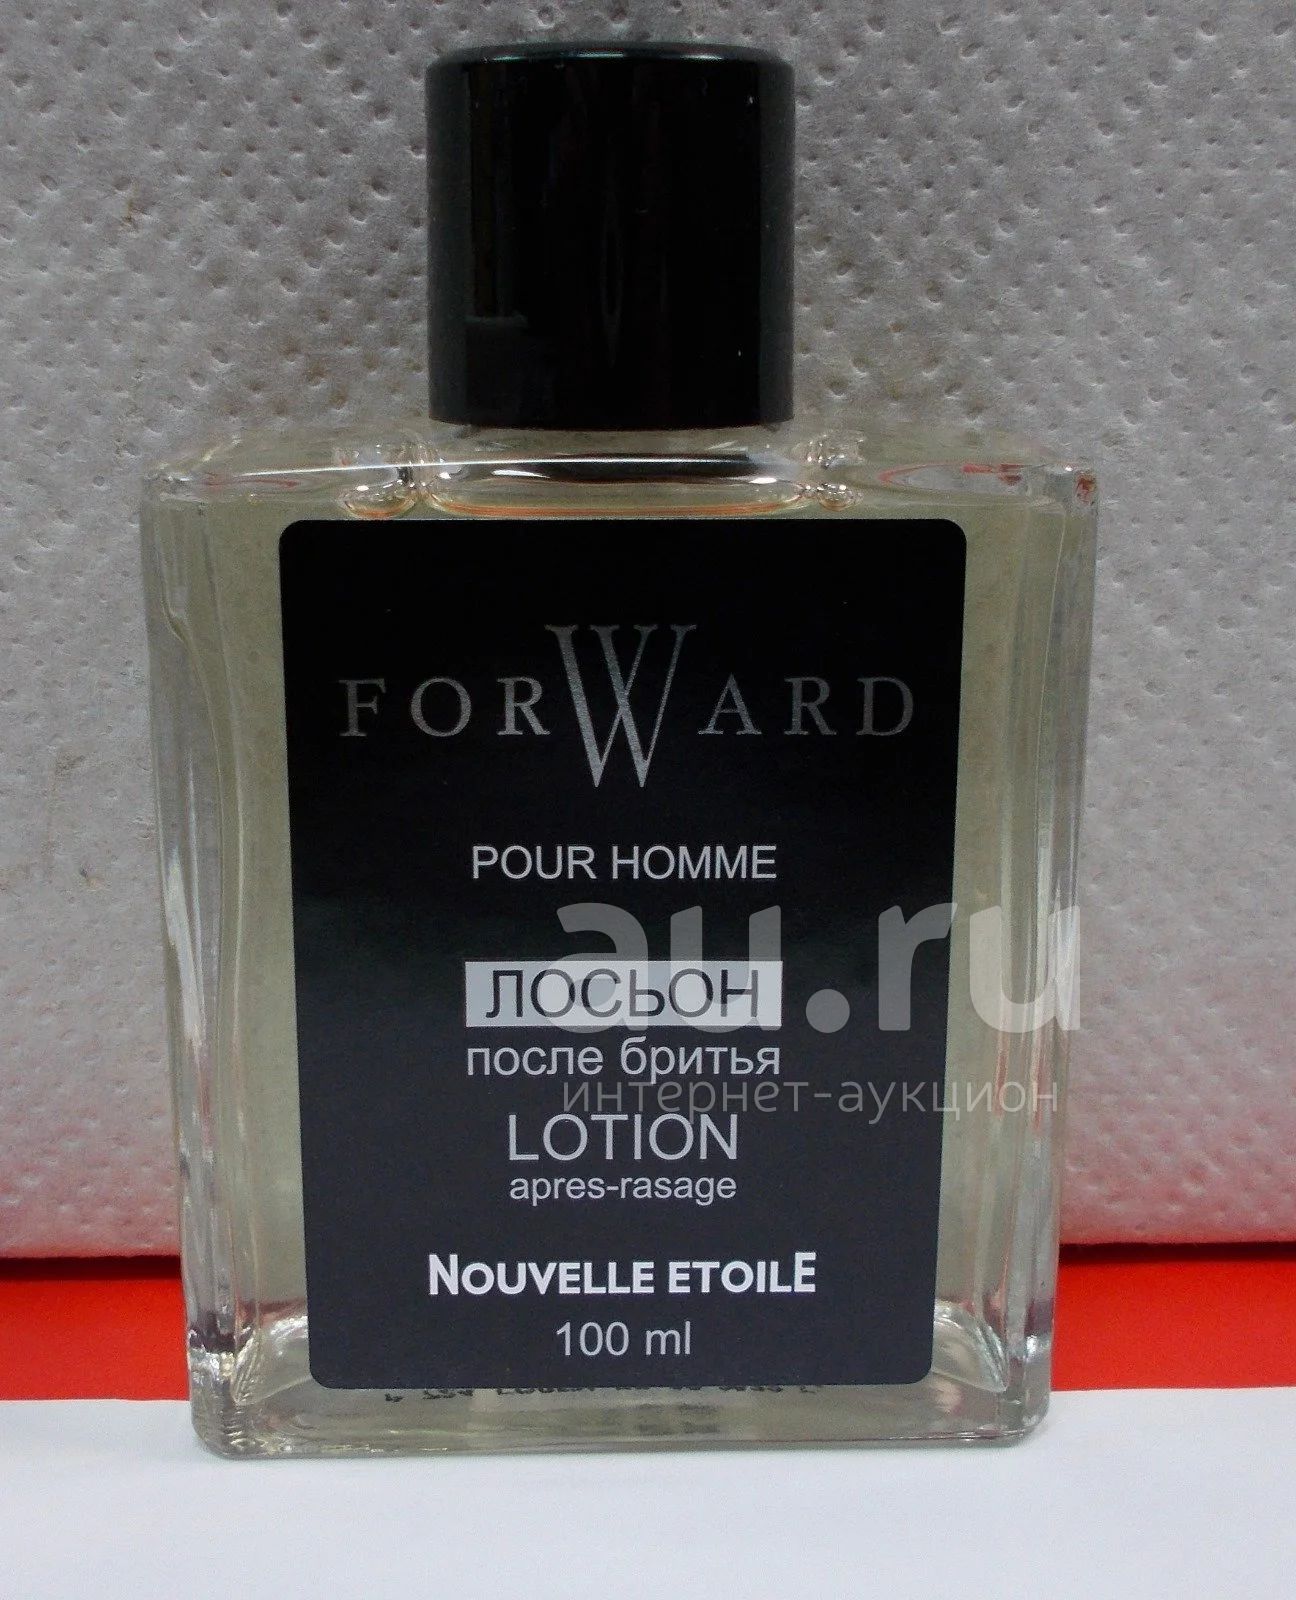 FORWARD
POUR HOMME
ЛОСЬОН
после бритья
LOTION
apres-rasage
NOUVELLE ETOILE
100 ml
au.ru
интернет-аукцион